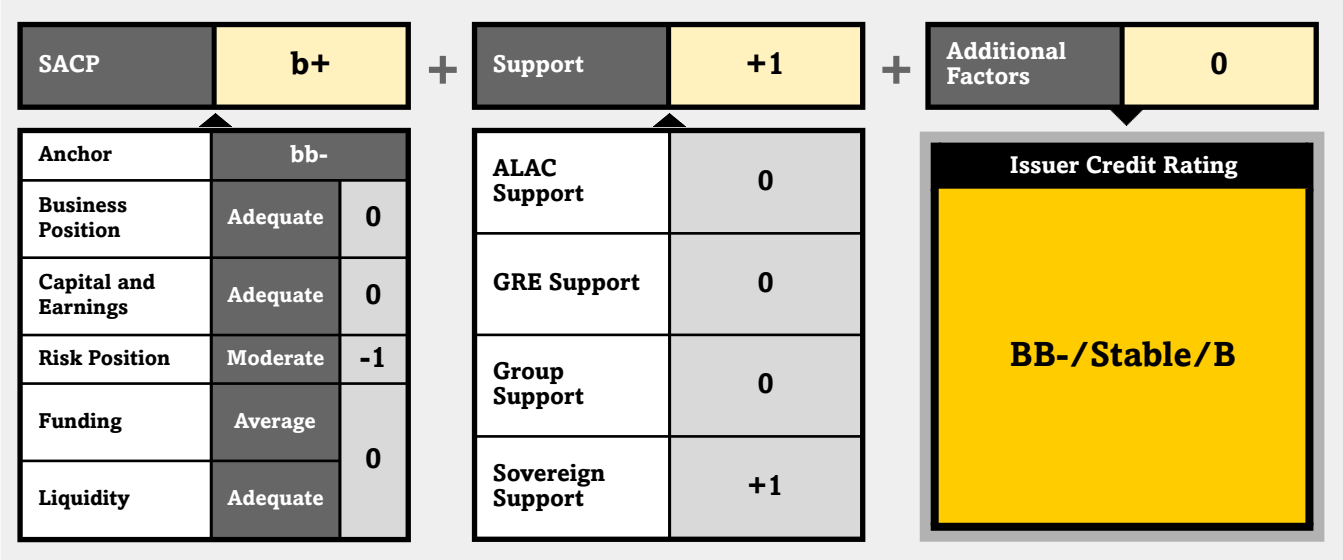 SACP
b+
+
Support
+1
+
Additional
Factors
0
Anchor
bb-
Business
Position
Adequate
0
Capital and
Earnings
Adequate
0
Risk Position
Moderate
-1
Funding
Average
0
Liquidity
Adequate
ALAC
Support
0
GRE Support
0
Group
Support
0
Sovereign
Support
+1
Issuer Credit Rating
BB-/Stable/B